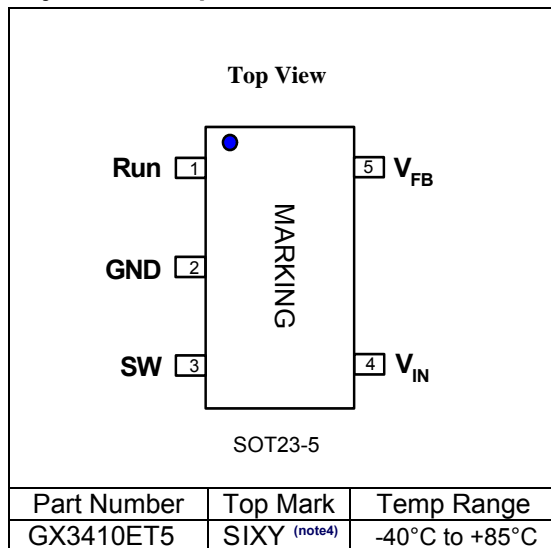 Top View
Run 1 5 VFB
MARKING
GND 2
SW 3 4 VIN
SOT23-5
Part Number Top Mark Temp Range
GX3410ET5 SIXY (note4) -40°C to +85°C